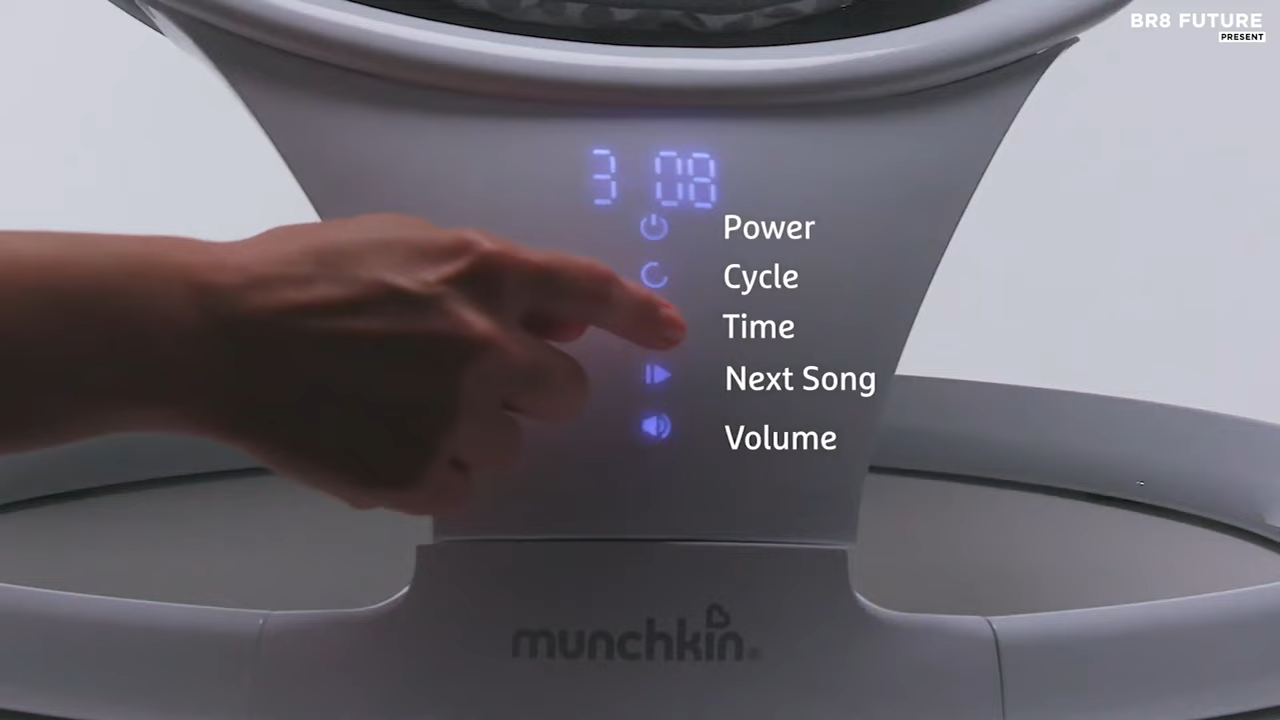 BR8 FUTURE
PRESENT
3 08
Power
Cycle
Time
Next Song
Volume
munchkin